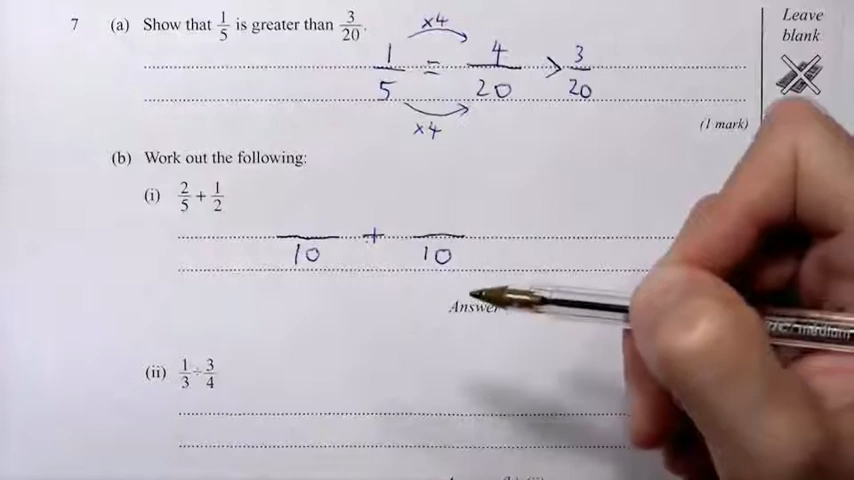 7 (a) Show that 1/5 is greater than 3/20.
Leave blank
×4
1/5 = 4/20 > 3/20
×4
(1 mark)
(b) Work out the following:
(i) 2/5 + 1/2
/10 + /10
Answer
(ii) 1/3 ÷ 3/4
medium